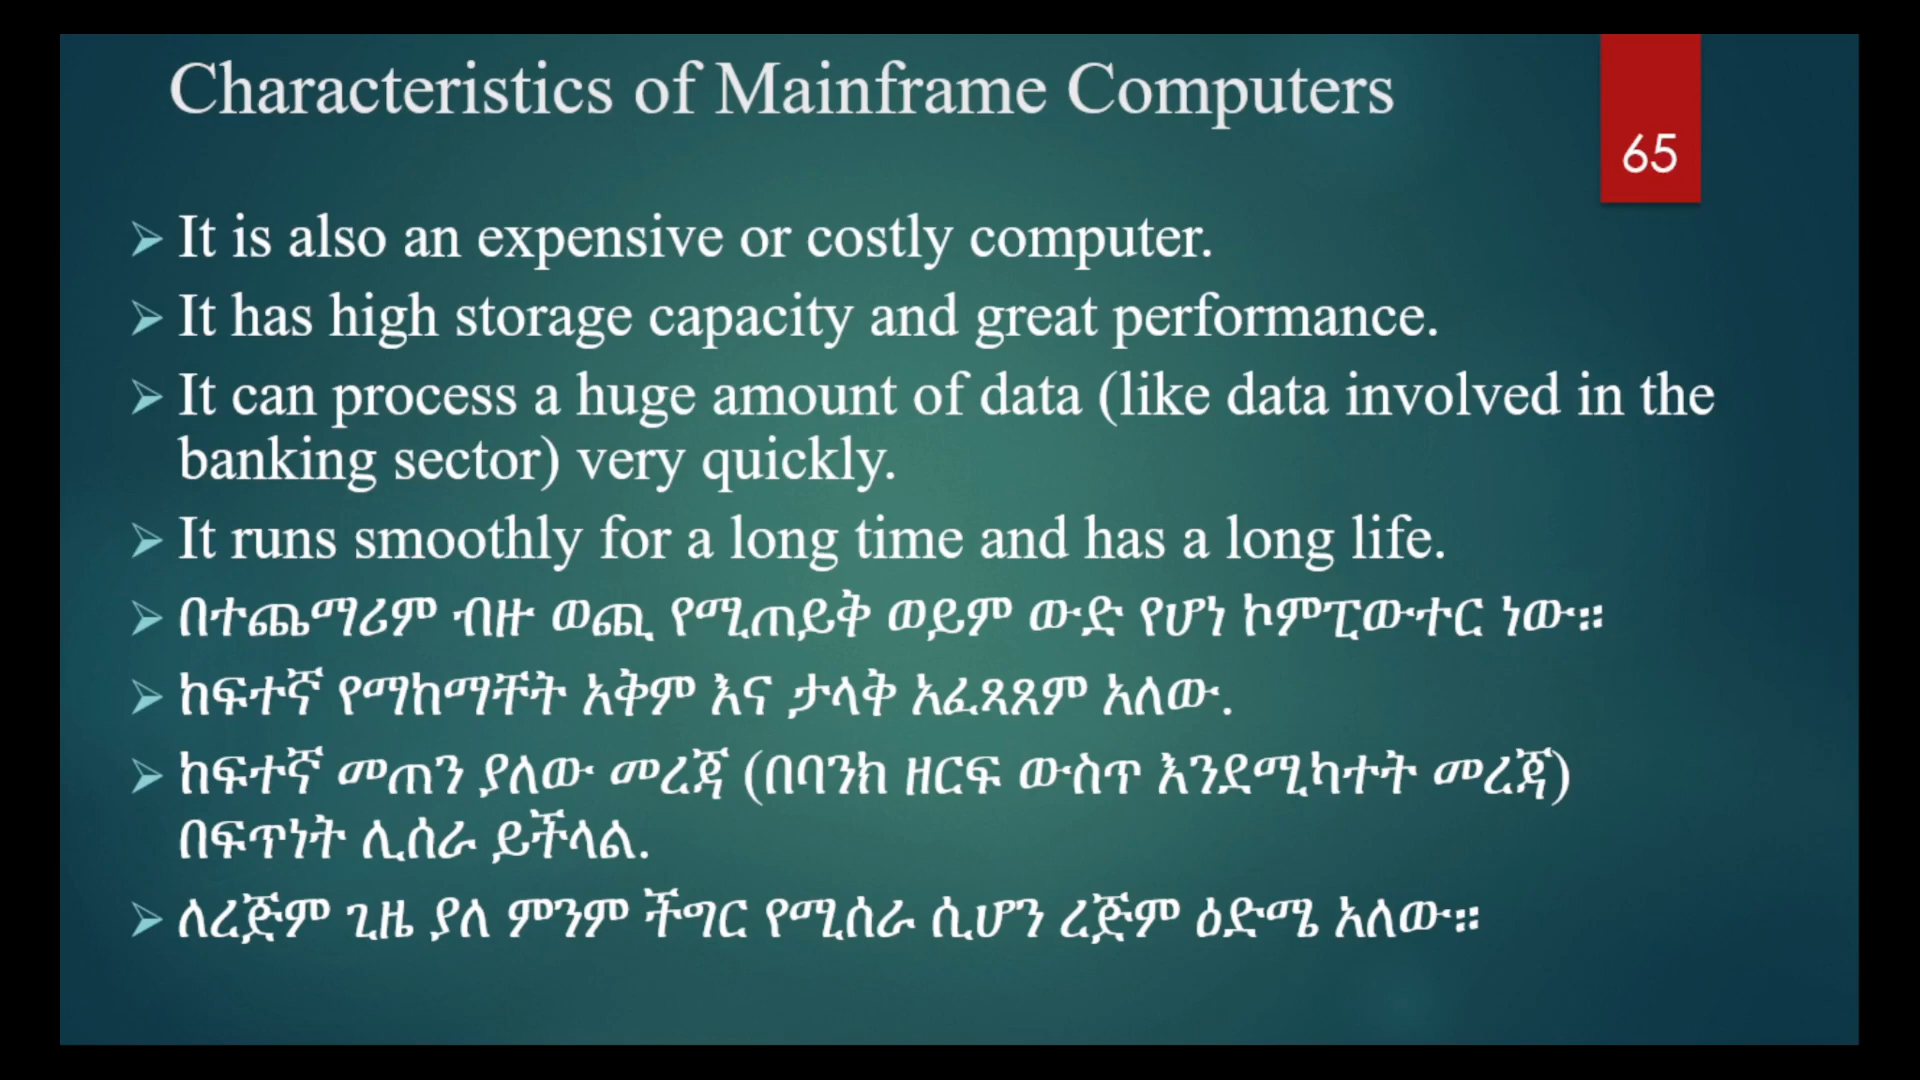 Characteristics of Mainframe Computers
65
It is also an expensive or costly computer.
It has high storage capacity and great performance.
It can process a huge amount of data (like data involved in the
banking sector) very quickly.
It runs smoothly for a long time and has a long life.
በተጨማሪም ብዙ ወጪ የሚጠይቅ ወይም ውድ የሆነ ኮምፒውተር ነው።
ከፍተኛ የማከማቸት አቅም እና ታላቅ አፈጻጸም አለው.
ከፍተኛ መጠን ያለው መረጃ (በባንክ ዘርፍ ውስጥ እንደሚካተት መረጃ)
በፍጥነት ሊሰራ ይችላል.
ለረጅም ጊዜ ያለ ምንም ችግር የሚሰራ ሲሆን ረጅም ዕድሜ አለው።